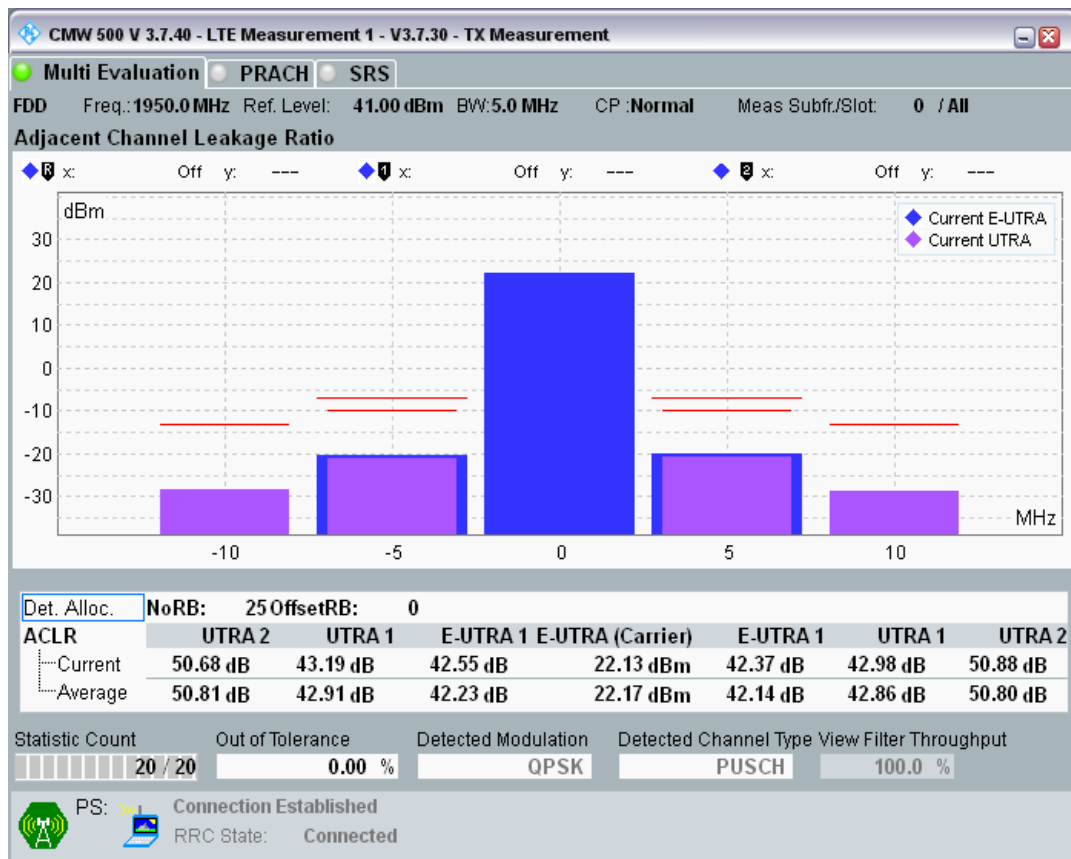 CMW 500 V 3.7.40 - LTE Measurement 1 - V3.7.30 - TX Measurement
Multi Evaluation PRACH SRS
FDD Freq.: 1950.0 MHz Ref. Level: 41.00 dBm BW: 5.0 MHz CP : Normal Meas Subfr./Slot: 0 / All
Adjacent Channel Leakage Ratio
R x: Off y: --- 1 x: Off y: --- 2 x: Off y: ---
dBm
Current E-UTRA
Current UTRA
30
20
10
0
-10
-20
-30
MHz
-10 -5 0 5 10
Det. Alloc. NoRB: 25 OffsetRB: 0
ACLR UTRA 2 UTRA 1 E-UTRA 1 E-UTRA (Carrier) E-UTRA 1 UTRA 1 UTRA 2
Current 50.68 dB 43.19 dB 42.55 dB 22.13 dBm 42.37 dB 42.98 dB 50.88 dB
Average 50.81 dB 42.91 dB 42.23 dB 22.17 dBm 42.14 dB 42.86 dB 50.80 dB
Statistic Count Out of Tolerance Detected Modulation Detected Channel Type View Filter Throughput
20 / 20 0.00 % QPSK PUSCH 100.0 %
PS: Connection Established
RRC State: Connected